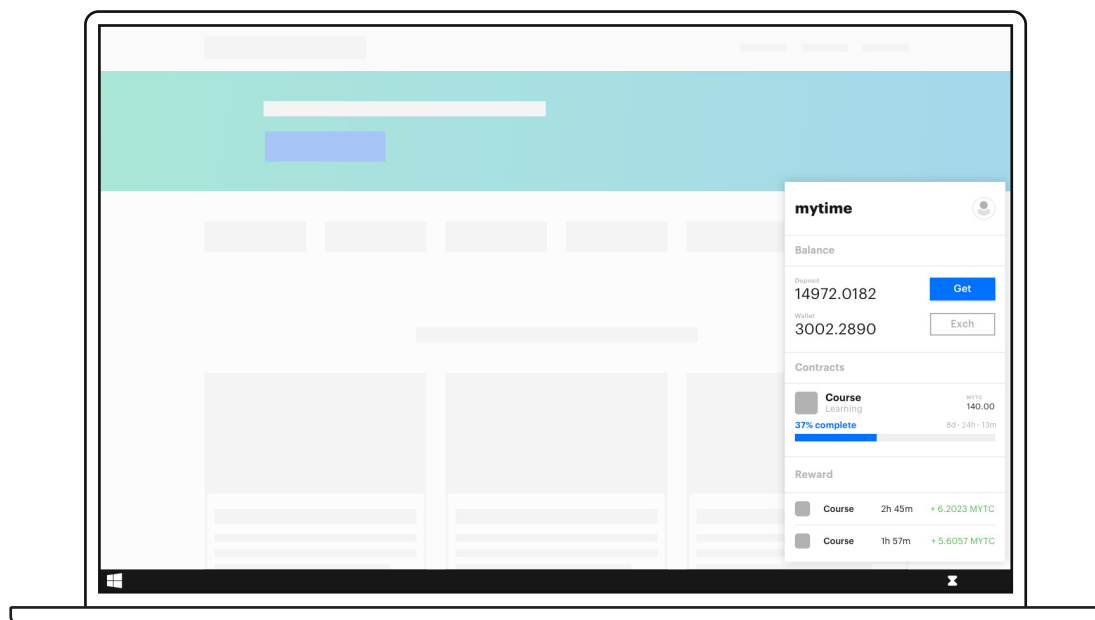 mytime
Balance
Deposit
14972.0182
Get
Wallet
3002.2890
Exch
Contracts
Course
Learning
MYTC
140.00
37% complete
8d · 24h · 13m
Reward
Course 2h 45m + 6.2023 MYTC
Course 1h 57m + 5.6057 MYTC